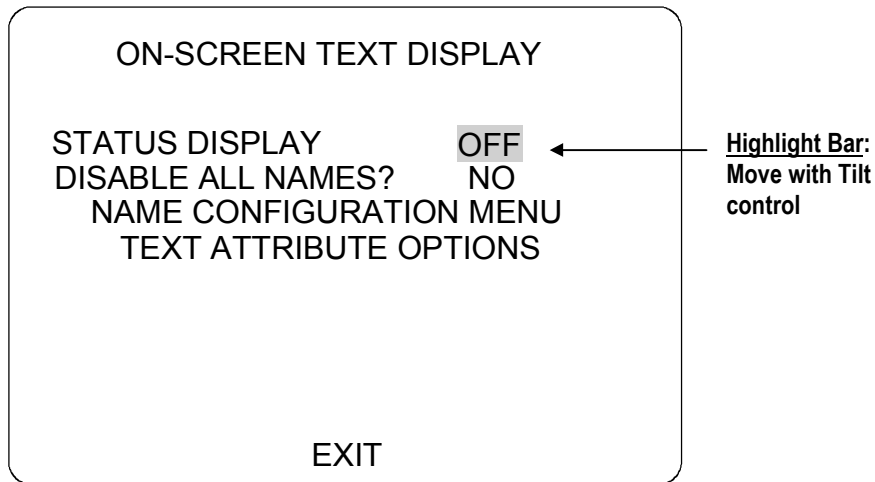 ON-SCREEN TEXT DISPLAY
STATUS DISPLAY OFF
DISABLE ALL NAMES? NO
NAME CONFIGURATION MENU
TEXT ATTRIBUTE OPTIONS
EXIT
Highlight Bar:
Move with Tilt
control